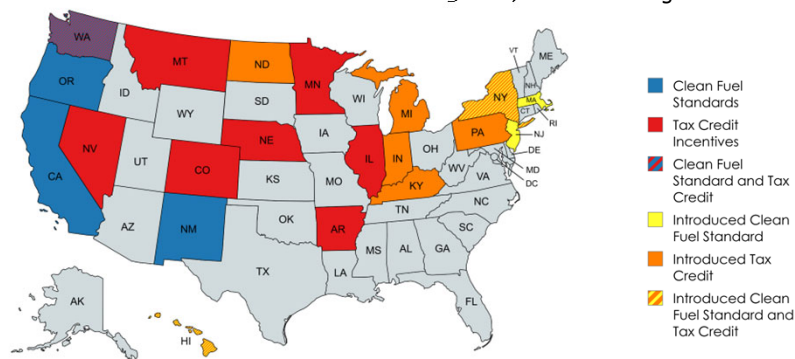 WA
MT
ND
MN
VT
ME
NH
OR
ID
SD
WI
MI
NY
MA
CT
RI
WY
NE
IA
PA
NJ
NV
UT
CO
IL
IN
OH
DE
CA
KS
MO
KY
WV
VA
MD
DC
AZ
NM
OK
AR
TN
NC
SC
TX
LA
MS
AL
GA
FL
AK
HI
Clean Fuel
Standards
Tax Credit
Incentives
Clean Fuel
Standard and Tax
Credit
Introduced Clean
Fuel Standard
Introduced Tax
Credit
Introduced Clean
Fuel Standard and
Tax Credit